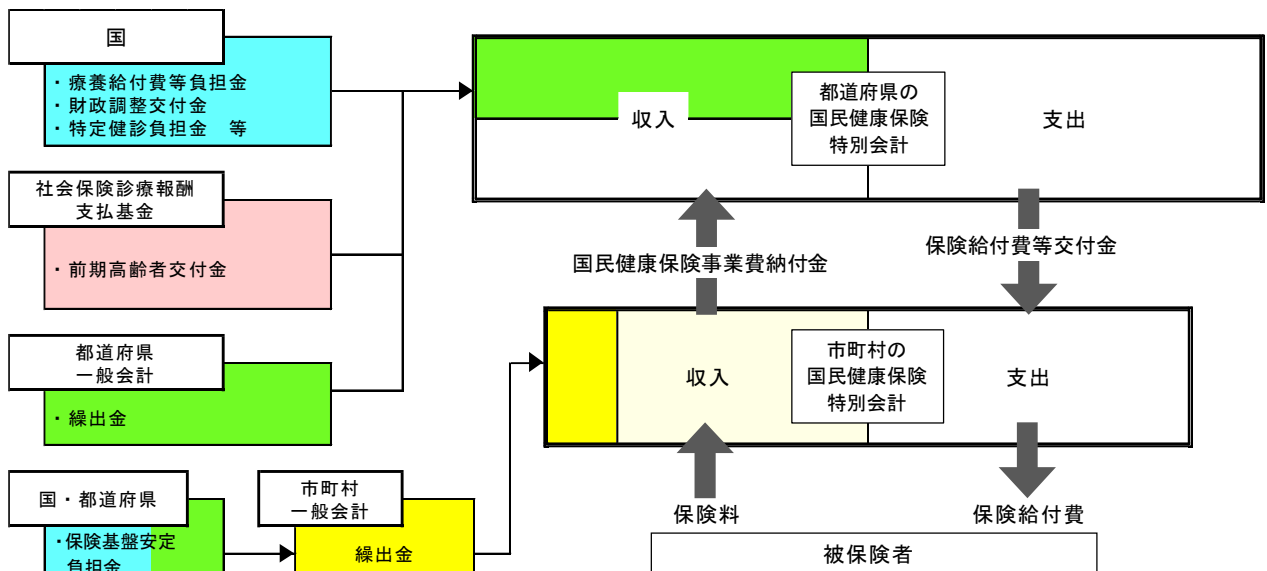 国
・療養給付費等負担金
・財政調整交付金
・特定健診負担金　等
社会保険診療報酬
支払基金
・前期高齢者交付金
都道府県
一般会計
・繰出金
国・都道府県
・保険基盤安定
負担金
市町村
一般会計
繰出金
収入
都道府県の
国民健康保険
特別会計
支出
国民健康保険事業費納付金
保険給付費等交付金
収入
市町村の
国民健康保険
特別会計
支出
保険料
保険給付費
被保険者